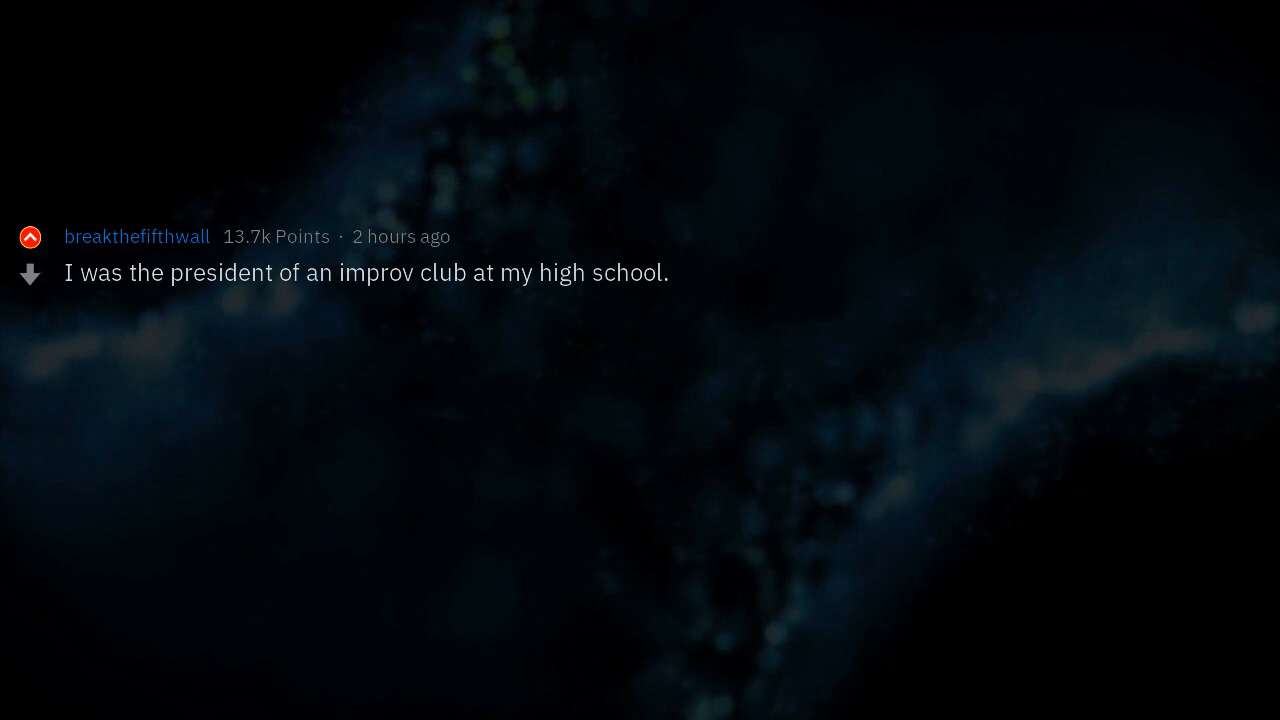 breakthefifthwall 13.7k Points · 2 hours ago
I was the president of an improv club at my high school.